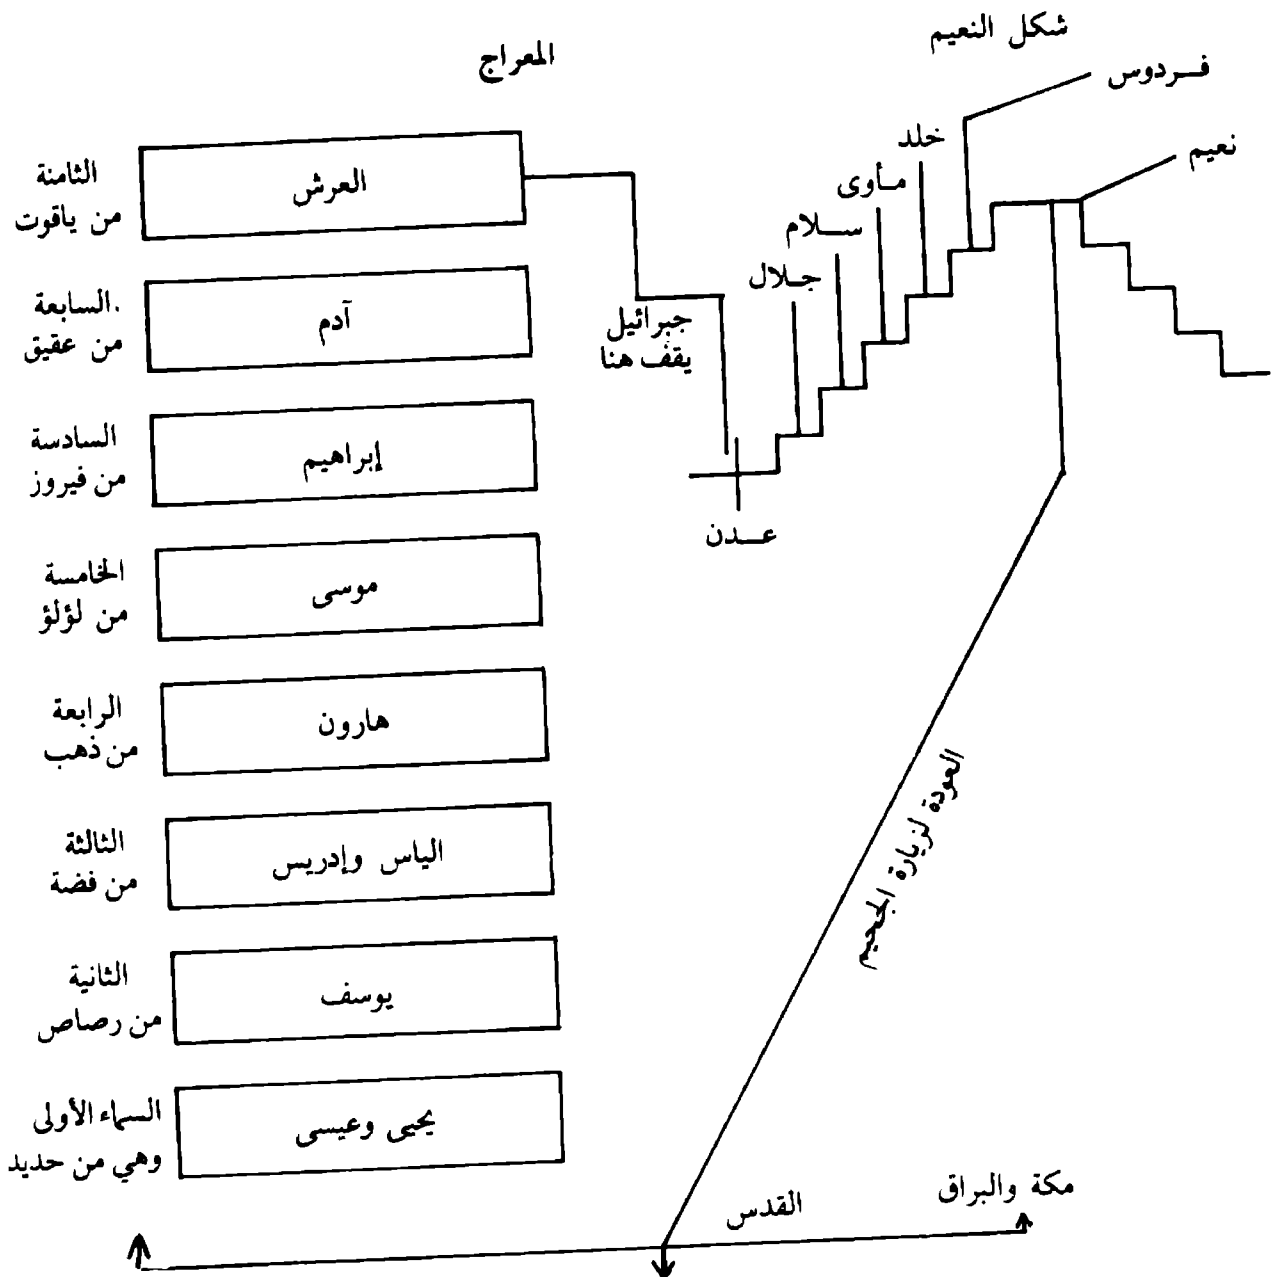 شكل النعيم
المعراج
فـردوس
خلد
نعيم
مـأوى
سـلام
جـلال
الثامنة
من ياقوت
العرش
.السابعة
من عقيق
آدم
جبرائيل
يقف هنا
السادسة
من فيروز
إبراهيم
عـدن
الخامسة
من لؤلؤ
موسى
الرابعة
من ذهب
هارون
العودة لزيارة الجحيم
الثالثة
من فضة
الياس وإدريس
الثانية
من رصاص
يوسف
السماء الأولى
وهي من حديد
يحيى وعيسى
مكة والبراق
القدس